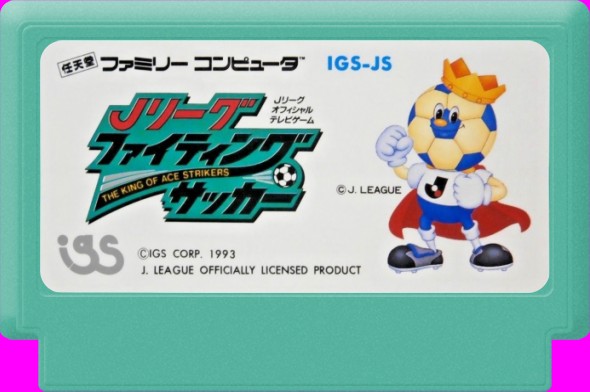 任天堂 ファミリー コンピュータ™ IGS-JS
Jリーグ
オフィシャル
テレビゲーム
Jリーグ
ファイティング
サッカー
THE KING OF ACE STRIKERS
©J. LEAGUE
J
igs
©IGS CORP. 1993
J. LEAGUE OFFICIALLY LICENSED PRODUCT